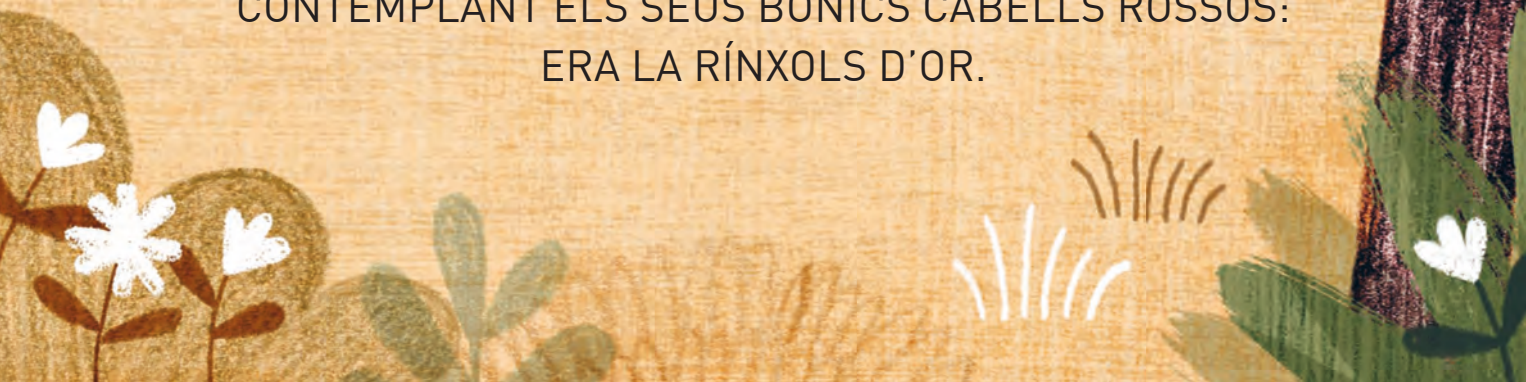 CONTEMPLANT ELS SEUS BONICS CABELLS ROSSOS:
ERA LA RÍNXOLS D'OR.